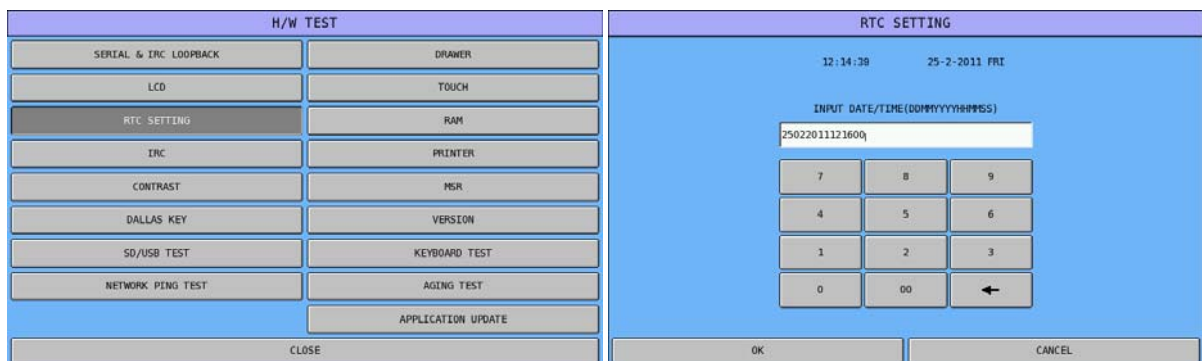 H/W TEST
SERIAL & IRC LOOPBACK
DRAWER
LCD
TOUCH
RTC SETTING
RAM
IRC
PRINTER
CONTRAST
MSR
DALLAS KEY
VERSION
SD/USB TEST
KEYBOARD TEST
NETWORK PING TEST
AGING TEST
APPLICATION UPDATE
CLOSE
RTC SETTING
12:14:39 25-2-2011 FRI
INPUT DATE/TIME(DDMMYYYYHHMMSS)
25022011121600
7 8 9
4 5 6
1 2 3
0 00
OK CANCEL